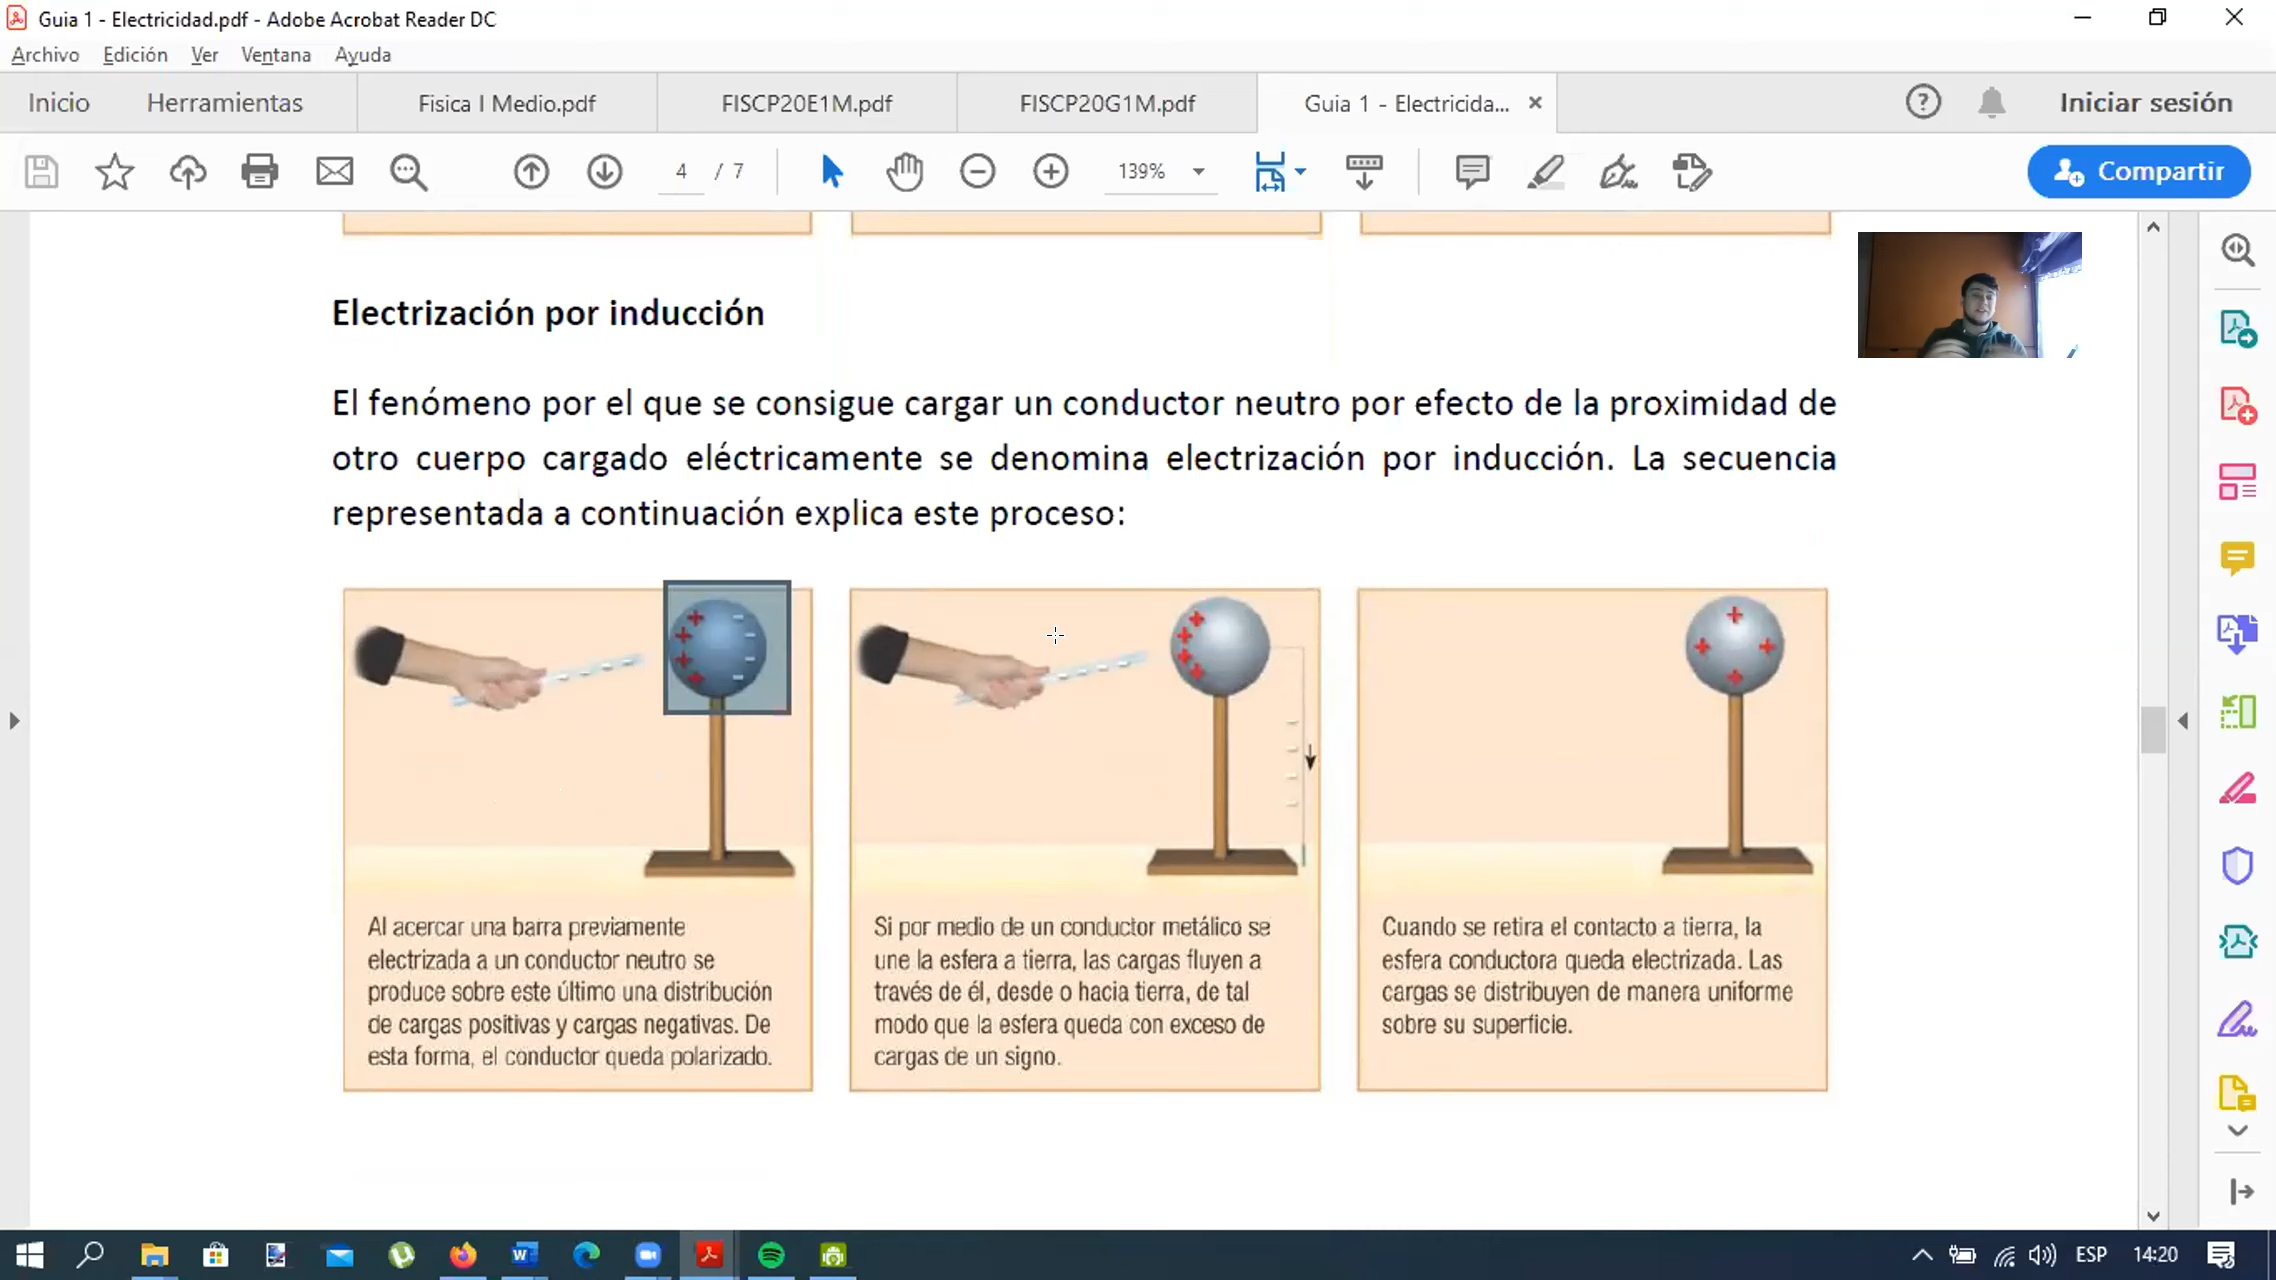 Guia 1 - Electricidad.pdf - Adobe Acrobat Reader DC
Archivo Edición Ver Ventana Ayuda
Inicio Herramientas Fisica I Medio.pdf FISCP20E1M.pdf FISCP20G1M.pdf Guia 1 - Electricida... × Iniciar sesión
4 / 7 139% Compartir
Electrización por inducción
El fenómeno por el que se consigue cargar un conductor neutro por efecto de la proximidad de
otro cuerpo cargado eléctricamente se denomina electrización por inducción. La secuencia
representada a continuación explica este proceso:
Al acercar una barra previamente
electrizada a un conductor neutro se
produce sobre este último una distribución
de cargas positivas y cargas negativas. De
esta forma, el conductor queda polarizado.
Si por medio de un conductor metálico se
une la esfera a tierra, las cargas fluyen a
través de él, desde o hacia tierra, de tal
modo que la esfera queda con exceso de
cargas de un signo.
Cuando se retira el contacto a tierra, la
esfera conductora queda electrizada. Las
cargas se distribuyen de manera uniforme
sobre su superficie.
ESP 14:20